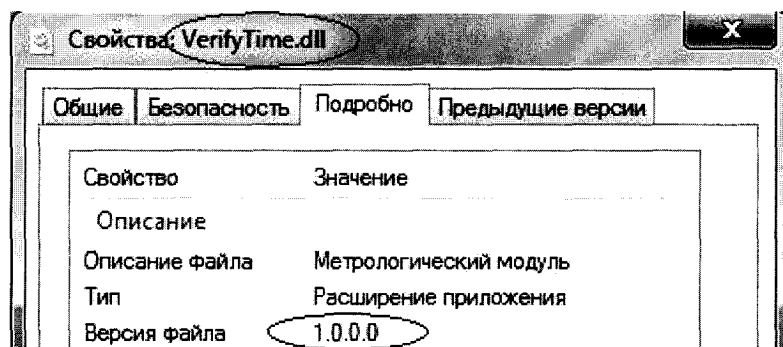 Свойства: VerifyTime.dll
X
Общие Безопасность Подробно Предыдущие версии
Свойство Значение
Описание
Описание файла Метрологический модуль
Тип Расширение приложения
Версия файла 1.0.0.0